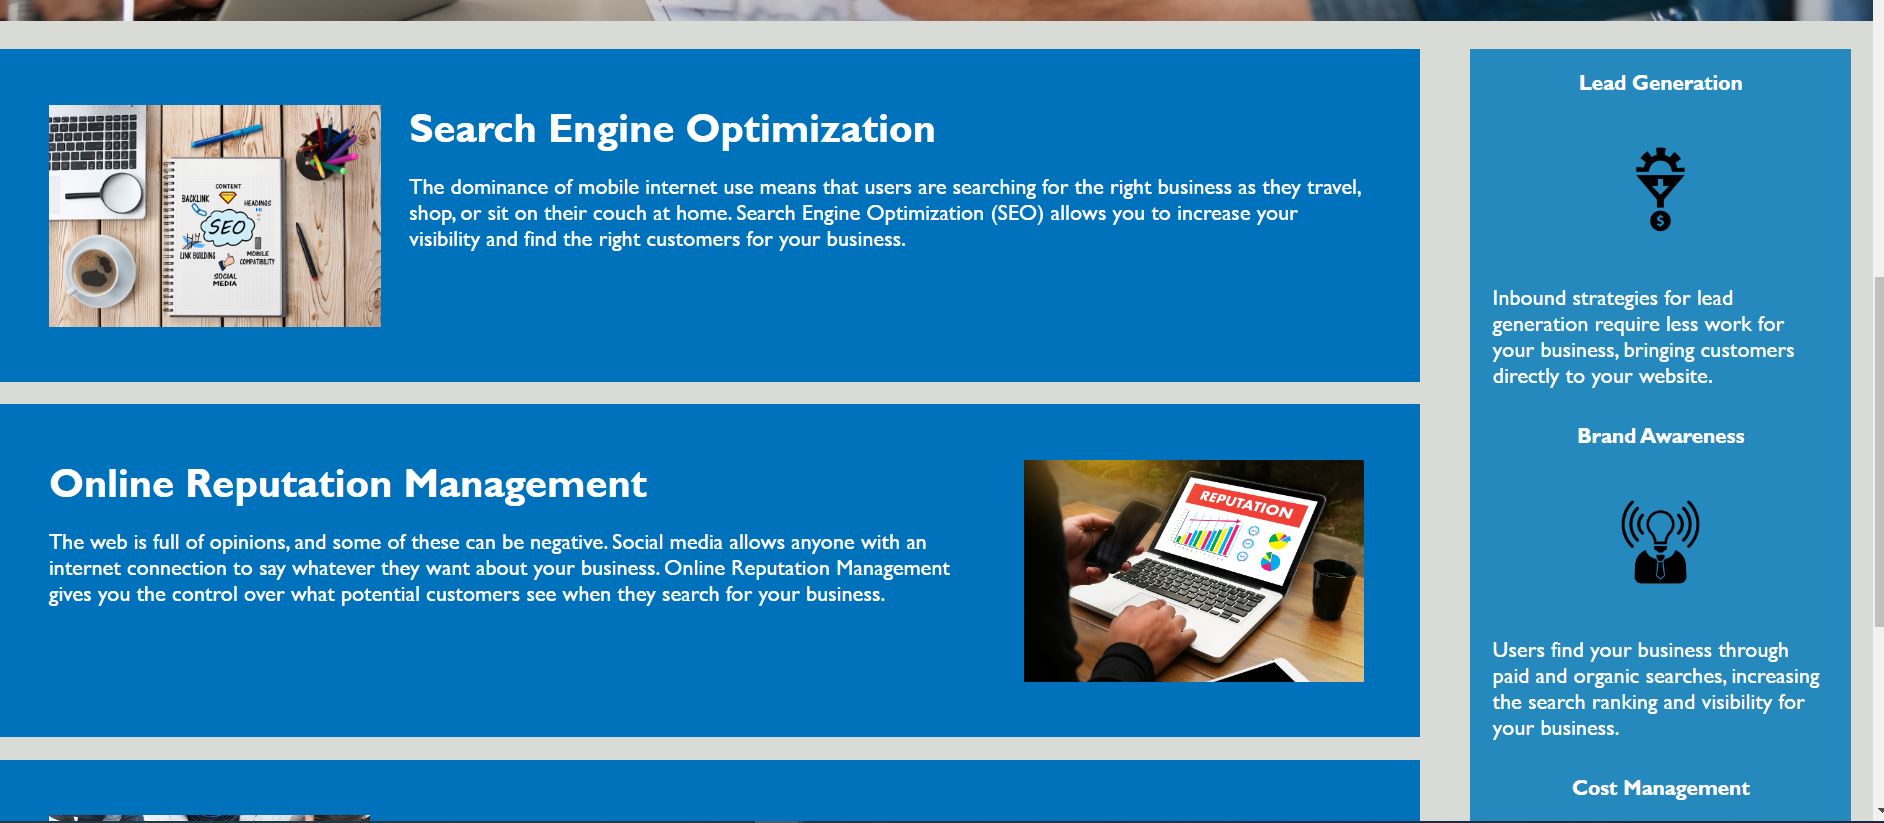 Search Engine Optimization
The dominance of mobile internet use means that users are searching for the right business as they travel,
shop, or sit on their couch at home. Search Engine Optimization (SEO) allows you to increase your
visibility and find the right customers for your business.
CONTENT
BACKLINK
HEADINGS
H1
SEO
LINK BUILDING
MOBILE
COMPATIBILITY
SOCIAL
MEDIA
Online Reputation Management
The web is full of opinions, and some of these can be negative. Social media allows anyone with an
internet connection to say whatever they want about your business. Online Reputation Management
gives you the control over what potential customers see when they search for your business.
REPUTATION
Lead Generation
$
Inbound strategies for lead
generation require less work for
your business, bringing customers
directly to your website.
Brand Awareness
Users find your business through
paid and organic searches, increasing
the search ranking and visibility for
your business.
Cost Management